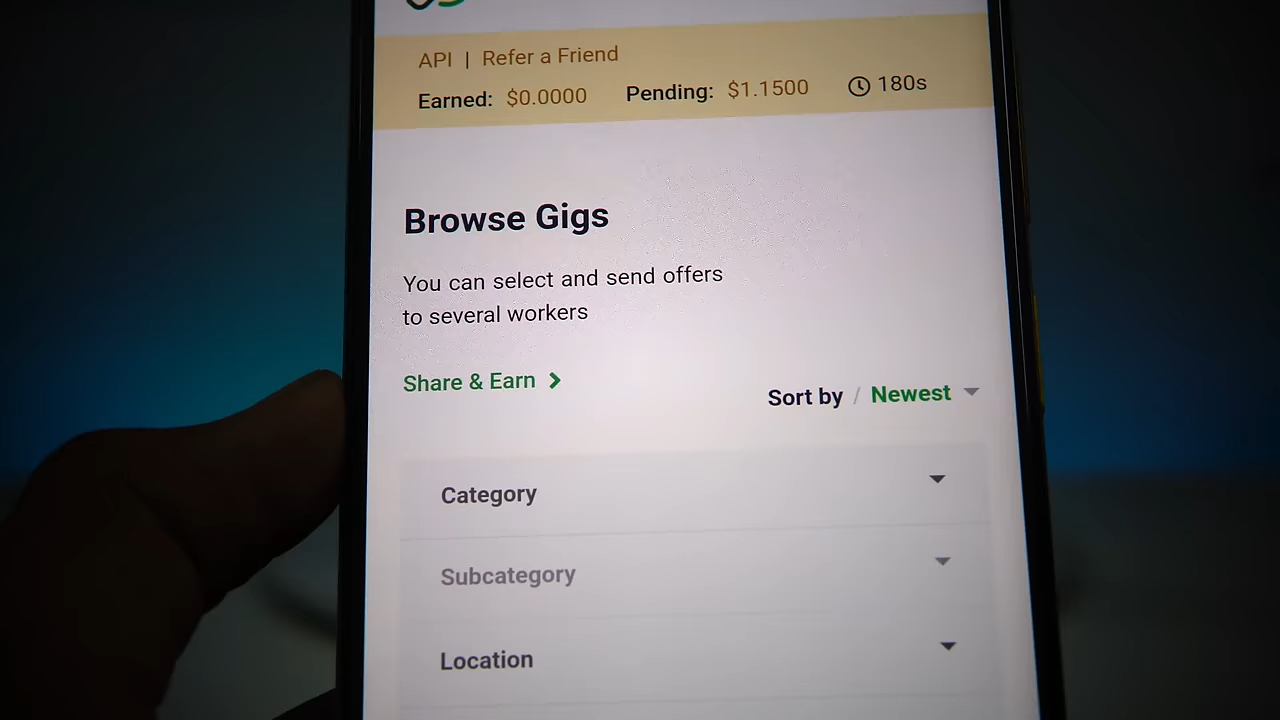 API | Refer a Friend
Earned: $0.0000 Pending: $1.1500 180s
Browse Gigs
You can select and send offers
to several workers
Share & Earn
Sort by / Newest
Category
Subcategory
Location